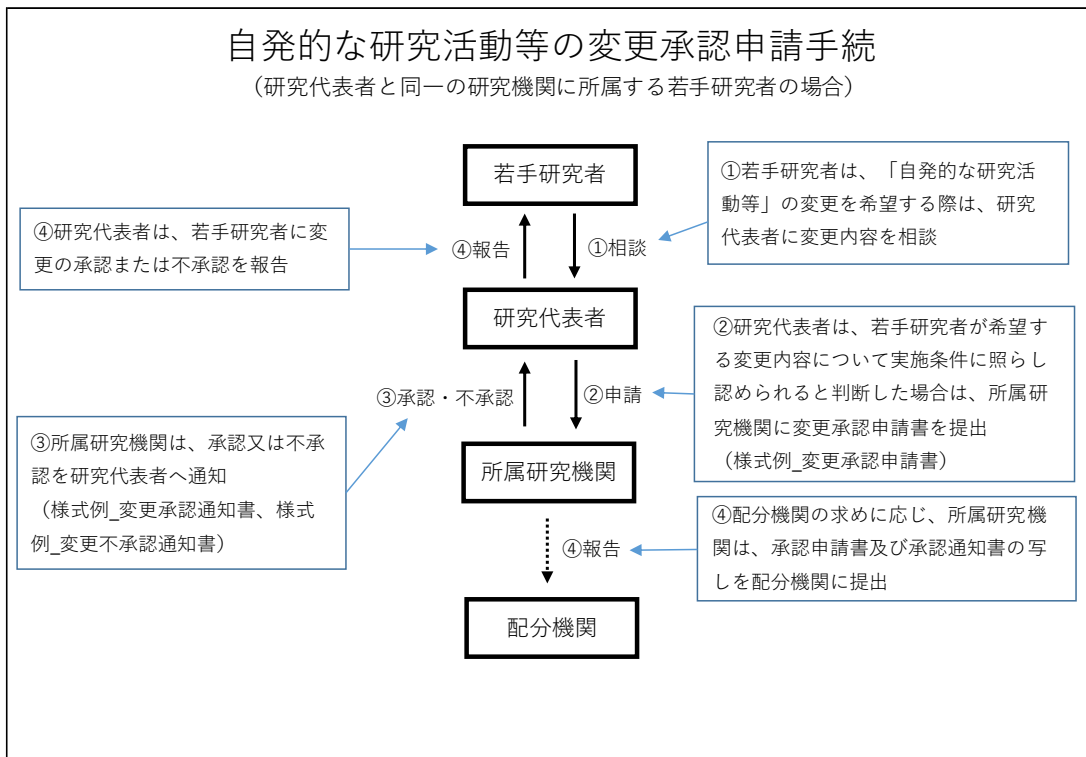 自発的な研究活動等の変更承認申請手続
（研究代表者と同一の研究機関に所属する若手研究者の場合）
若手研究者
①若手研究者は、「自発的な研究活
動等」の変更を希望する際は、研究
代表者に変更内容を相談
④研究代表者は、若手研究者に変
更の承認または不承認を報告
④報告
①相談
研究代表者
②研究代表者は、若手研究者が希望す
る変更内容について実施条件に照らし
認められると判断した場合は、所属研
究機関に変更承認申請書を提出
（様式例_変更承認申請書）
③承認・不承認
②申請
③所属研究機関は、承認又は不承
認を研究代表者へ通知
（様式例_変更承認通知書、様式
例_変更不承認通知書）
所属研究機関
④配分機関の求めに応じ、所属研究機
関は、承認申請書及び承認通知書の写
しを配分機関に提出
④報告
配分機関